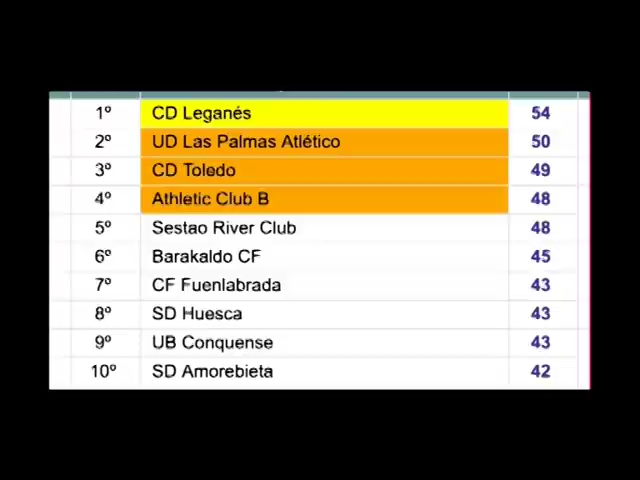 1º CD Leganés 54
2º UD Las Palmas Atlético 50
3º CD Toledo 49
4º Athletic Club B 48
5º Sestao River Club 48
6º Barakaldo CF 45
7º CF Fuenlabrada 43
8º SD Huesca 43
9º UB Conquense 43
10º SD Amorebieta 42